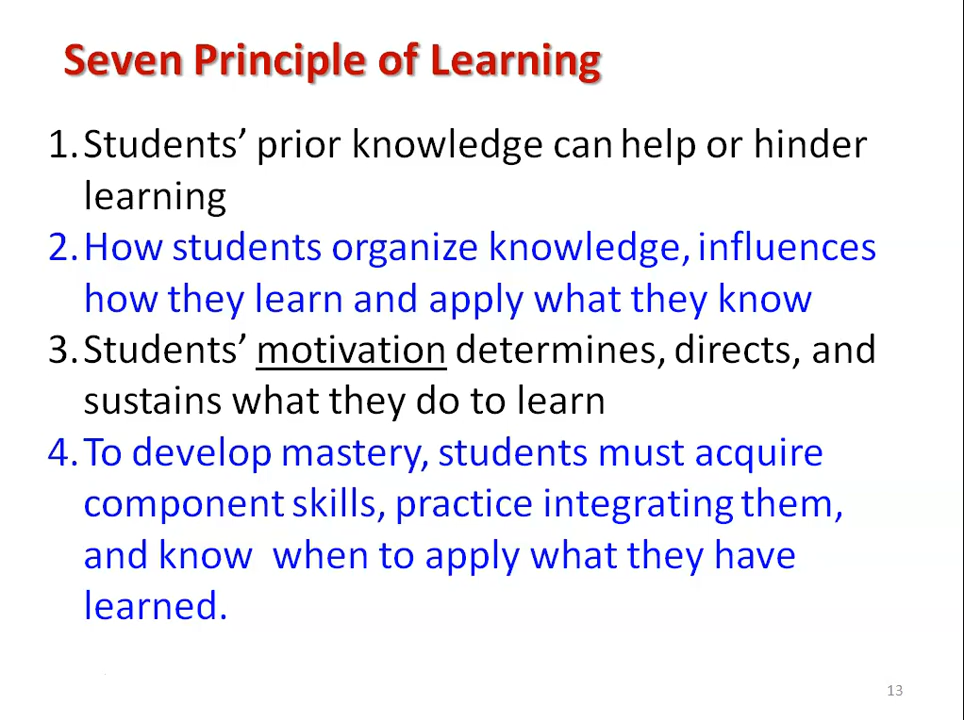 Seven Principle of Learning
1. Students’ prior knowledge can help or hinder
learning
2. How students organize knowledge, influences
how they learn and apply what they know
3. Students’ motivation determines, directs, and
sustains what they do to learn
4. To develop mastery, students must acquire
component skills, practice integrating them,
and know when to apply what they have
learned.
13